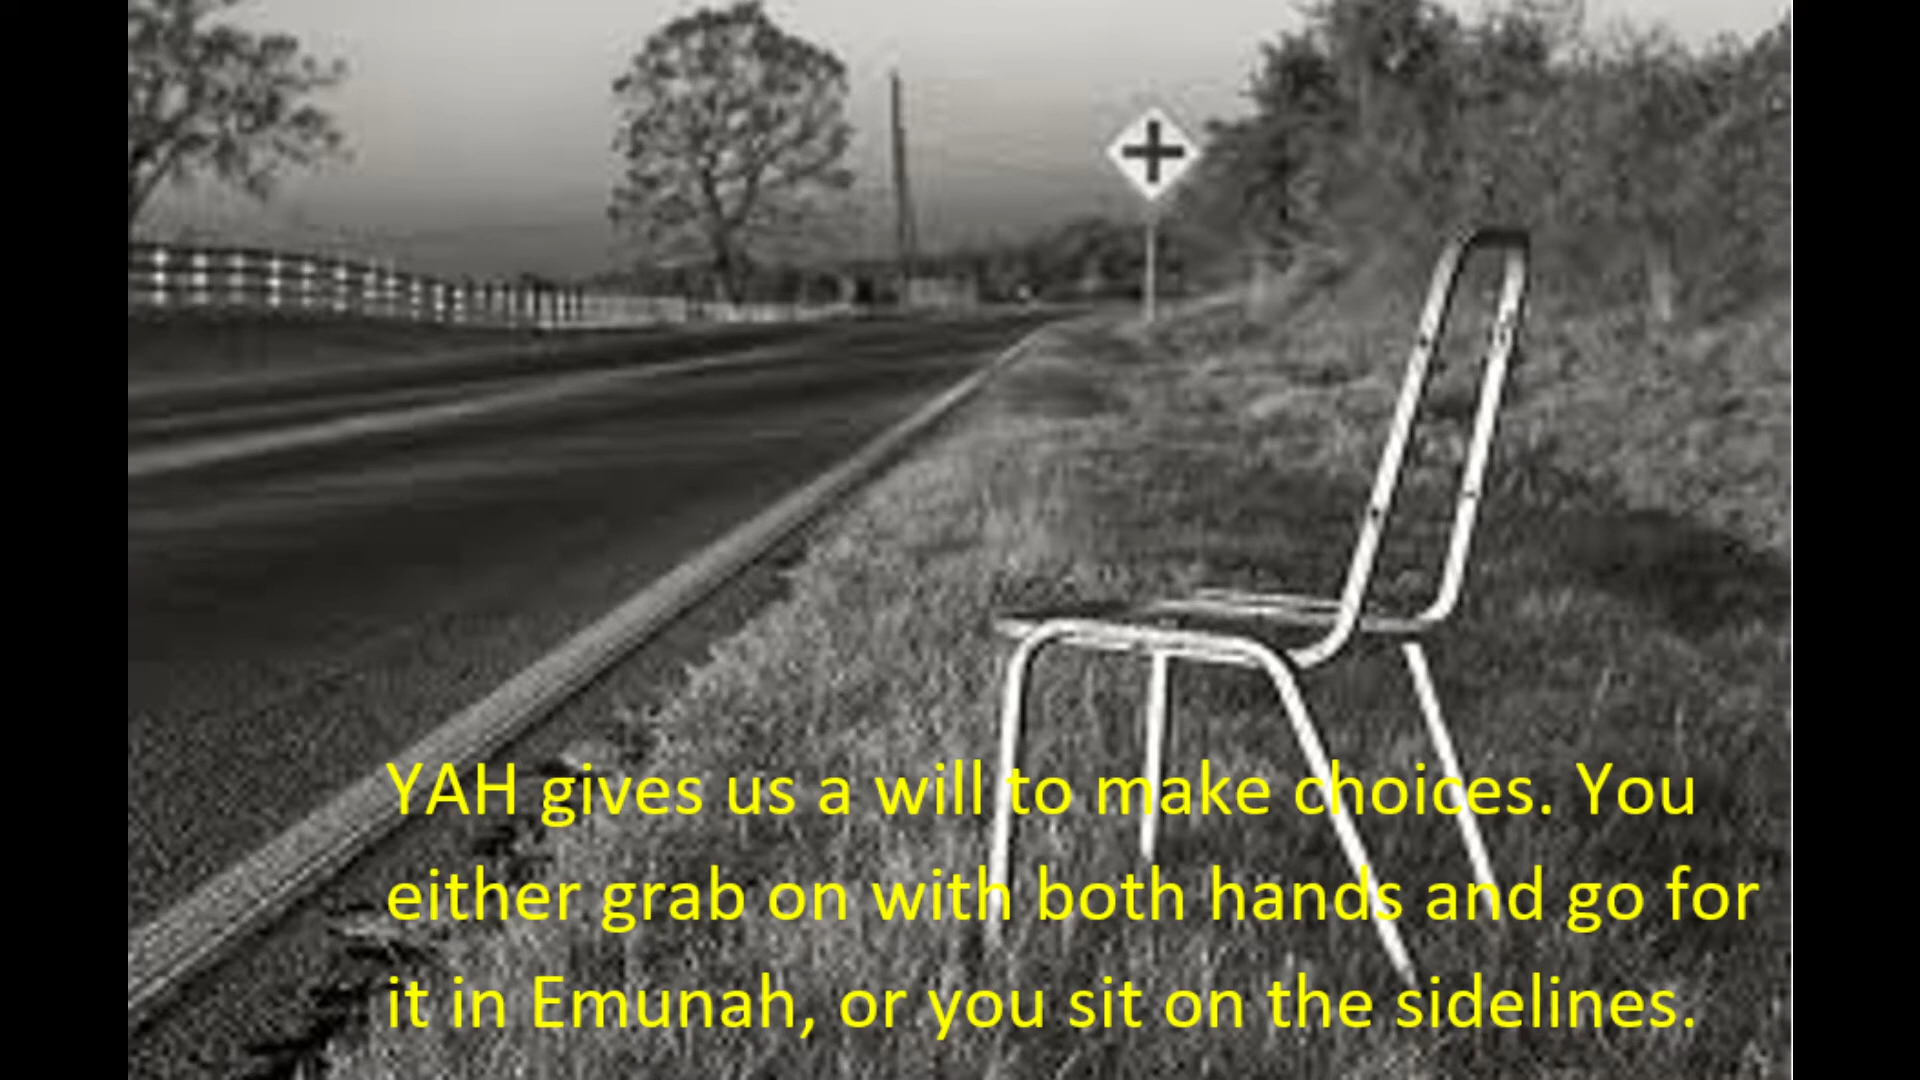 YAH gives us a will to make choices. You
either grab on with both hands and go for
it in Emunah, or you sit on the sidelines.